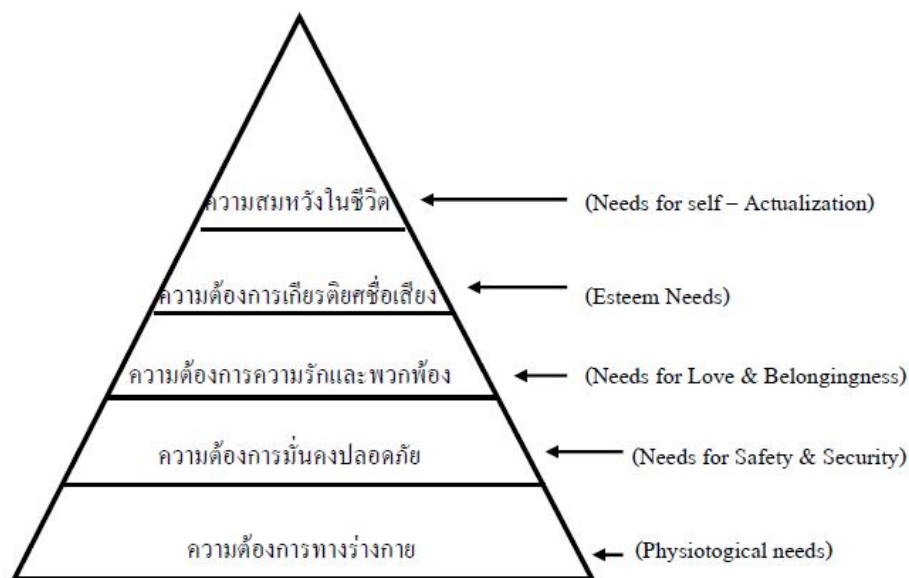 ความสมหวังในชีวิต
(Needs for self – Actualization)
ความต้องการเกียรติยศชื่อเสียง
(Esteem Needs)
ความต้องการความรักและพวกพ้อง
(Needs for Love & Belongingness)
ความต้องการมั่นคงปลอดภัย
(Needs for Safety & Security)
ความต้องการทางร่างกาย
(Physiotogical needs)